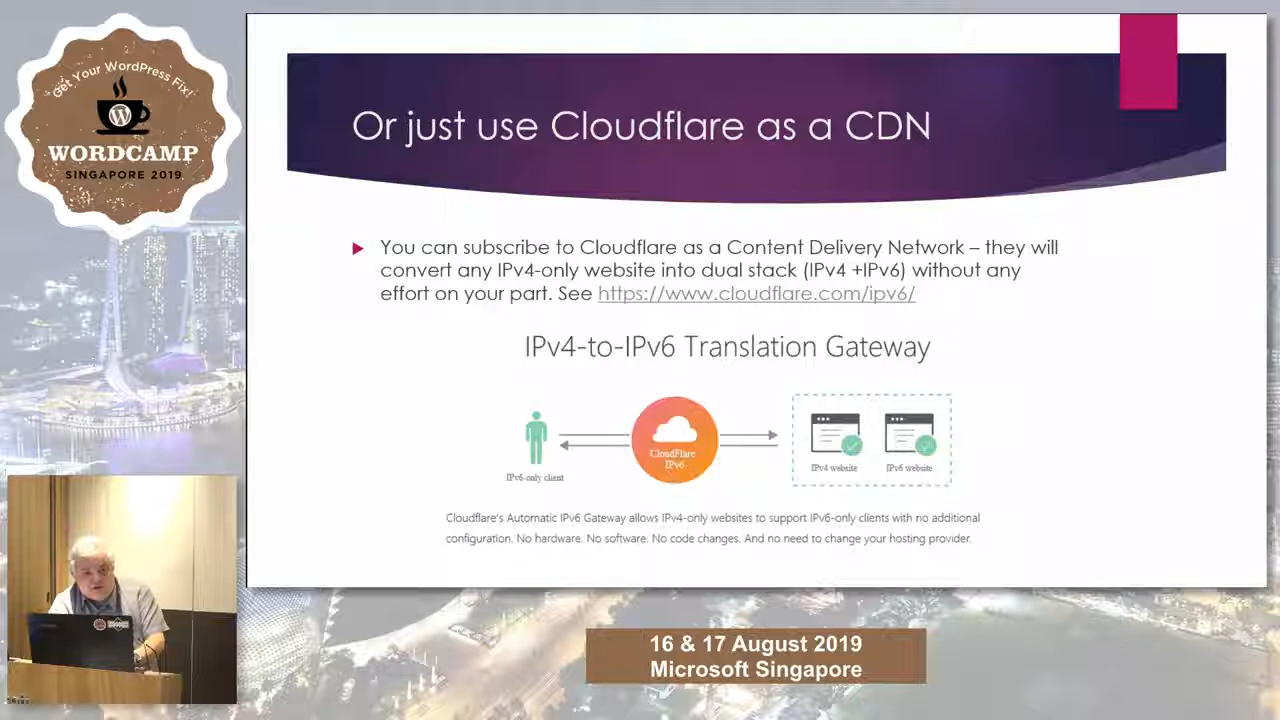 Get Your WordPress Fix!
WORDCAMP
SINGAPORE 2019
Or just use Cloudflare as a CDN
You can subscribe to Cloudflare as a Content Delivery Network – they will
convert any IPv4-only website into dual stack (IPv4 +IPv6) without any
effort on your part. See https://www.cloudflare.com/ipv6/
IPv4-to-IPv6 Translation Gateway
CloudFlare
IPv6
IPv6-only client
IPv4 website
IPv6 website
Cloudflare's Automatic IPv6 Gateway allows IPv4-only websites to support IPv6-only clients with no additional
configuration. No hardware. No software. No code changes. And no need to change your hosting provider.
16 & 17 August 2019
Microsoft Singapore